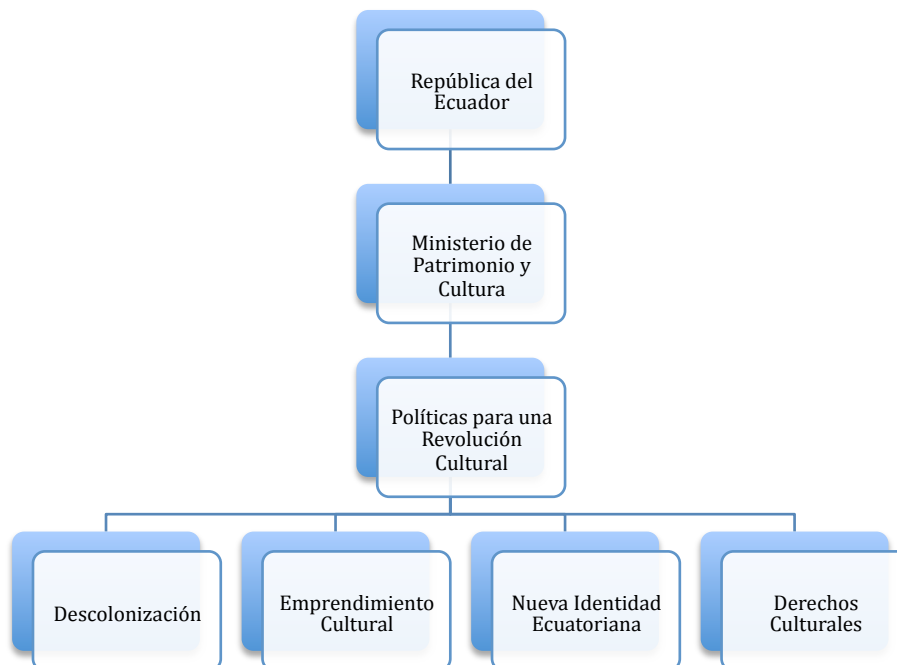 República del
Ecuador
Ministerio de
Patrimonio y
Cultura
Políticas para una
Revolución
Cultural
Descolonización
Emprendimiento
Cultural
Nueva Identidad
Ecuatoriana
Derechos
Culturales